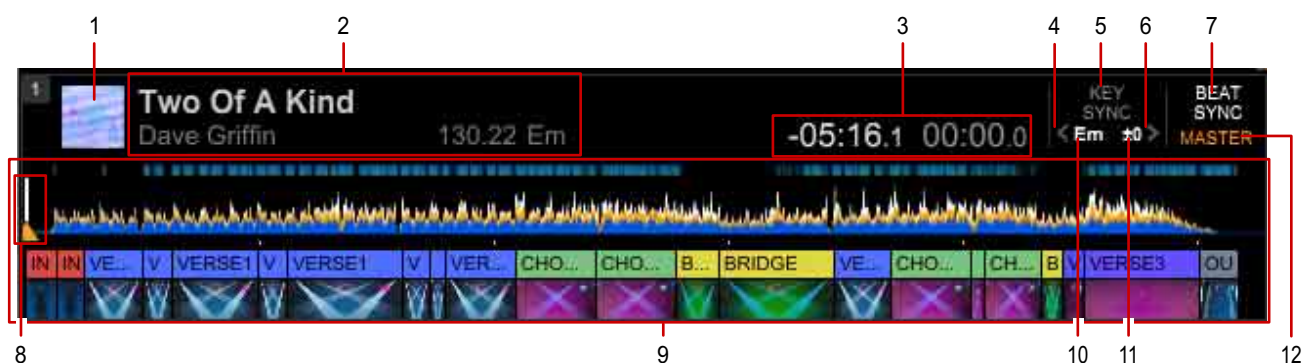 1 2 3 4 5 6 7
1
Two Of A Kind
Dave Griffin 130.22 Em
-05:16.1 00:00.0
KEY SYNC
< Em ±0 >
BEAT SYNC
MASTER
IN IN VE... V VERSE1 V VERSE1 V VER... CHO... CHO... B... BRIDGE VE... CHO... CH... B V VERSE3 OU
8 9 10 11 12